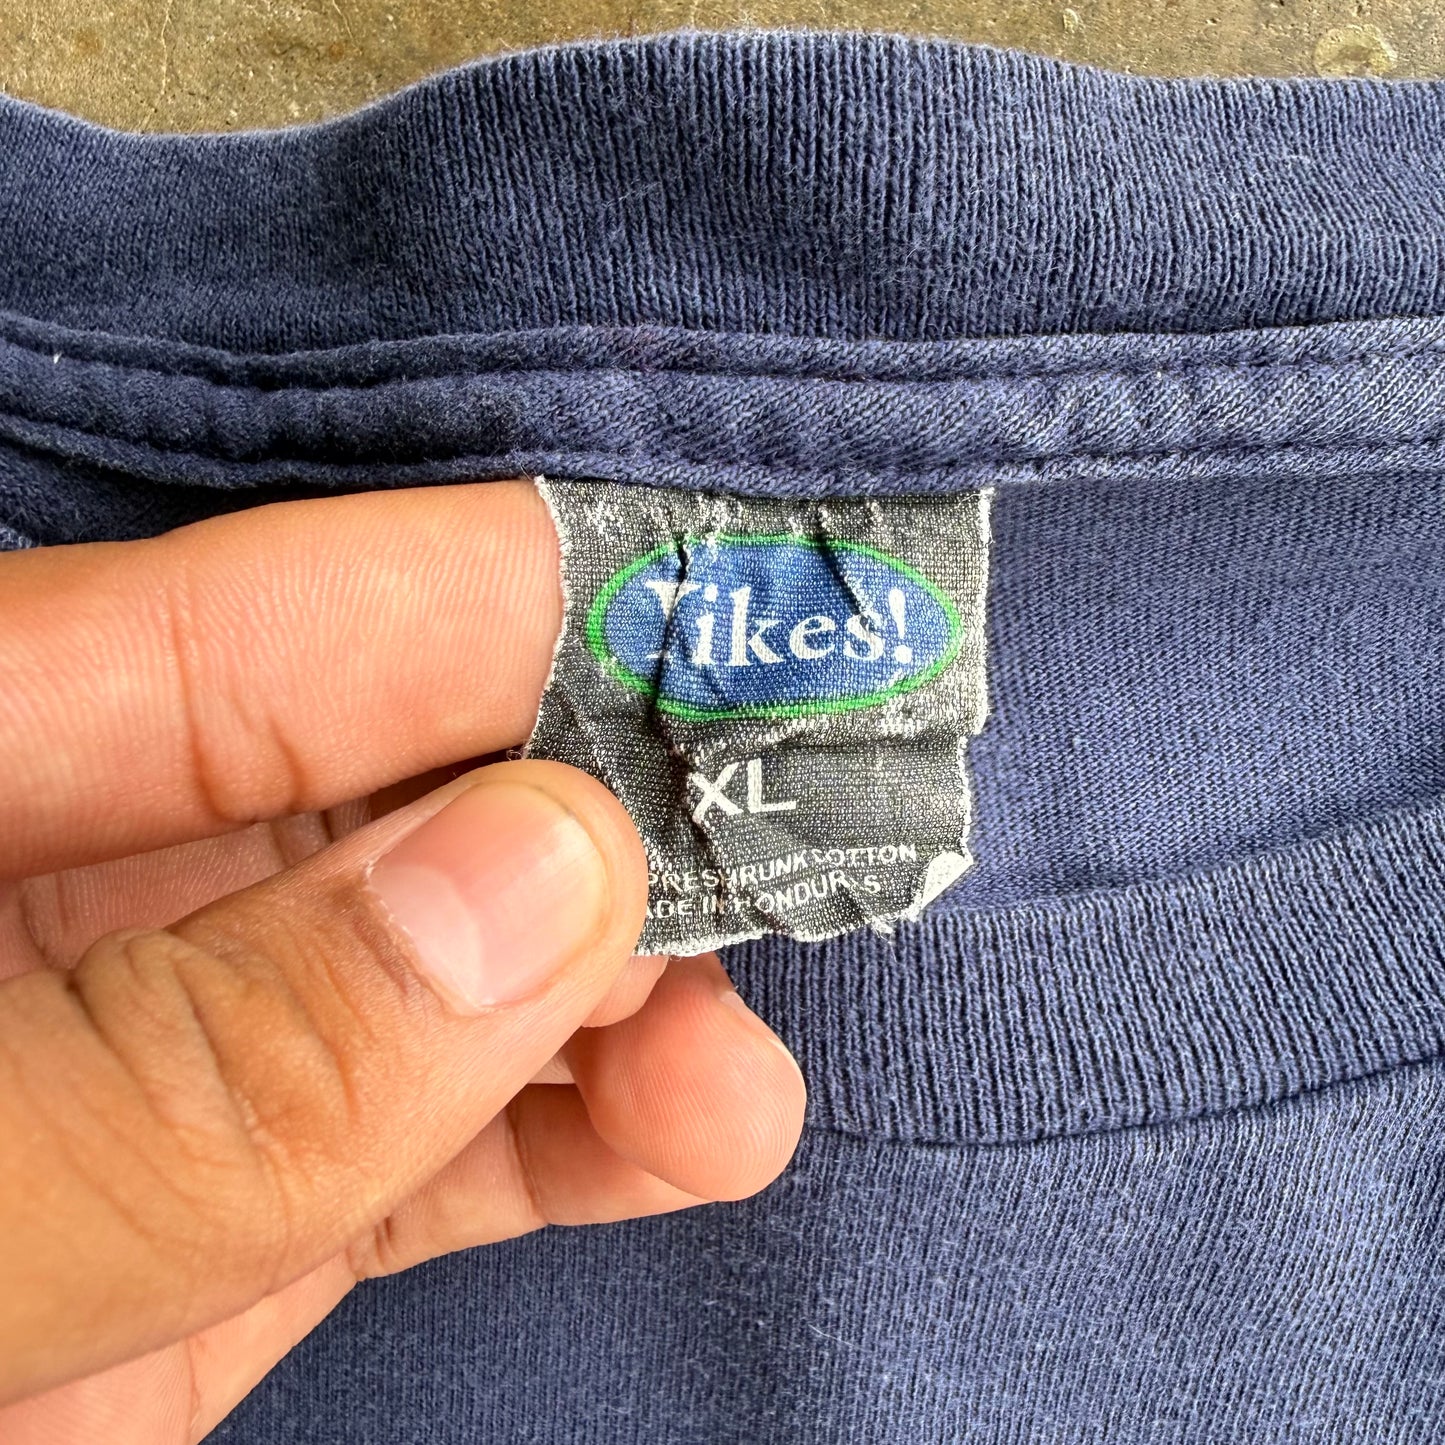 Yikes!
XL
PRESHRUNK COTTON
MADE IN HONDURAS